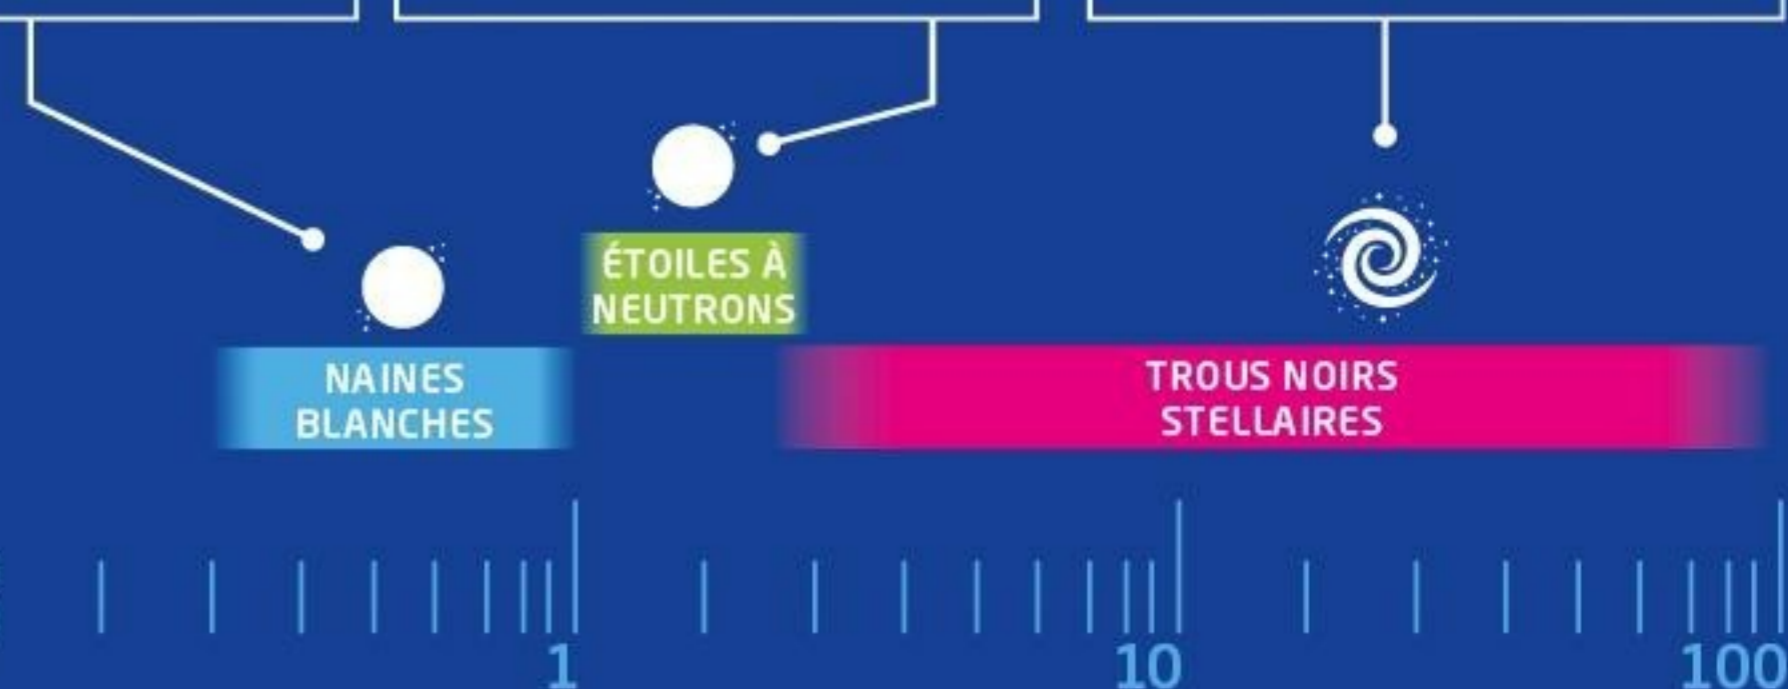 ÉTOILES À
NEUTRONS
NAINES
BLANCHES
TROUS NOIRS
STELLAIRES
1
10
100